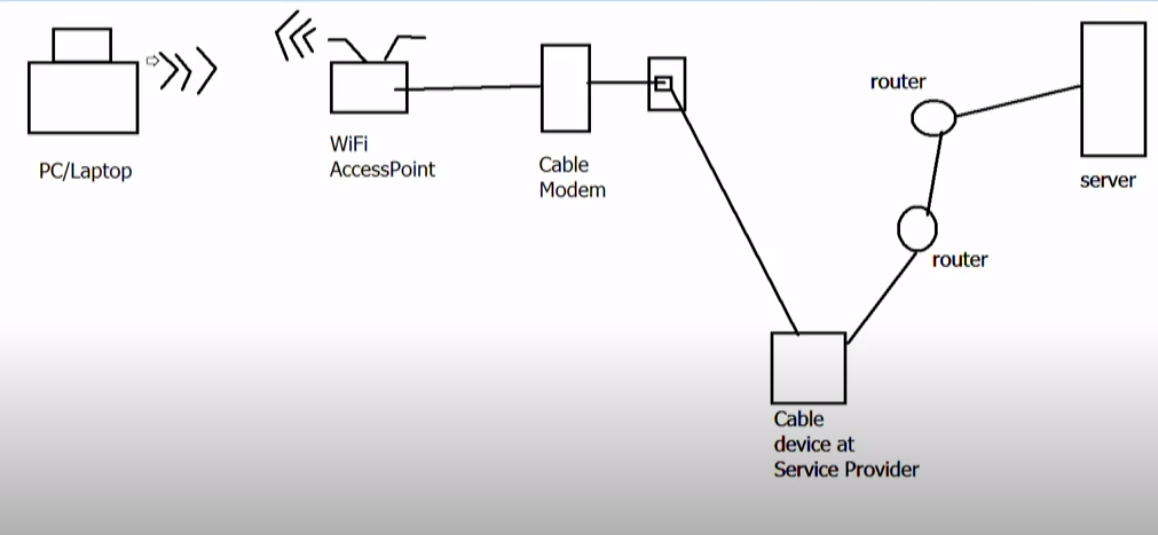 PC/Laptop
WiFi
AccessPoint
Cable
Modem
router
server
router
Cable
device at
Service Provider